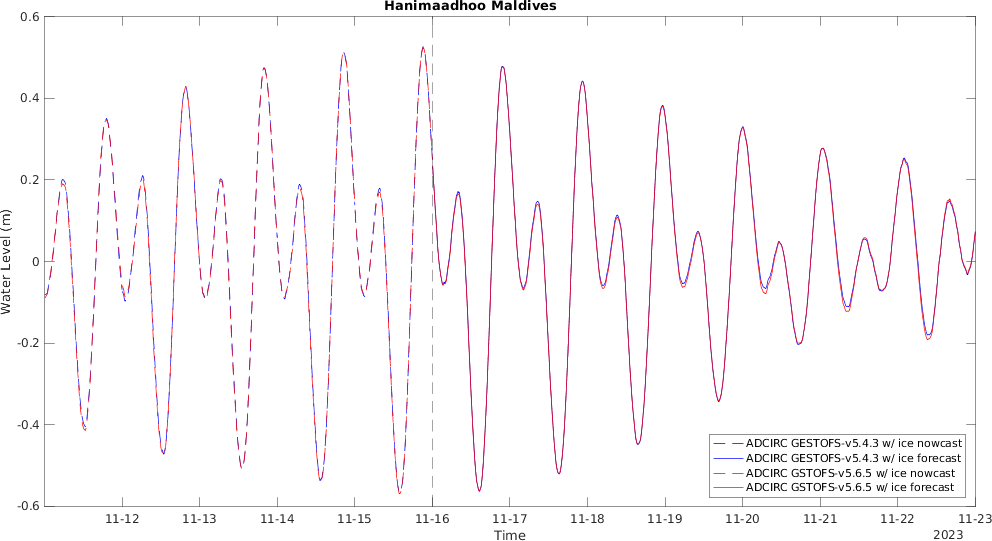 Hanimaadhoo Maldives
0.6
0.4
0.2
0
-0.2
-0.4
-0.6
Water Level (m)
ADCIRC GESTOFS-v5.4.3 w/ ice nowcast
ADCIRC GESTOFS-v5.4.3 w/ ice forecast
ADCIRC GSTOFS-v5.6.5 w/ ice nowcast
ADCIRC GSTOFS-v5.6.5 w/ ice forecast
11-12 11-13 11-14 11-15 11-16 11-17 11-18 11-19 11-20 11-21 11-22 11-23
Time
2023